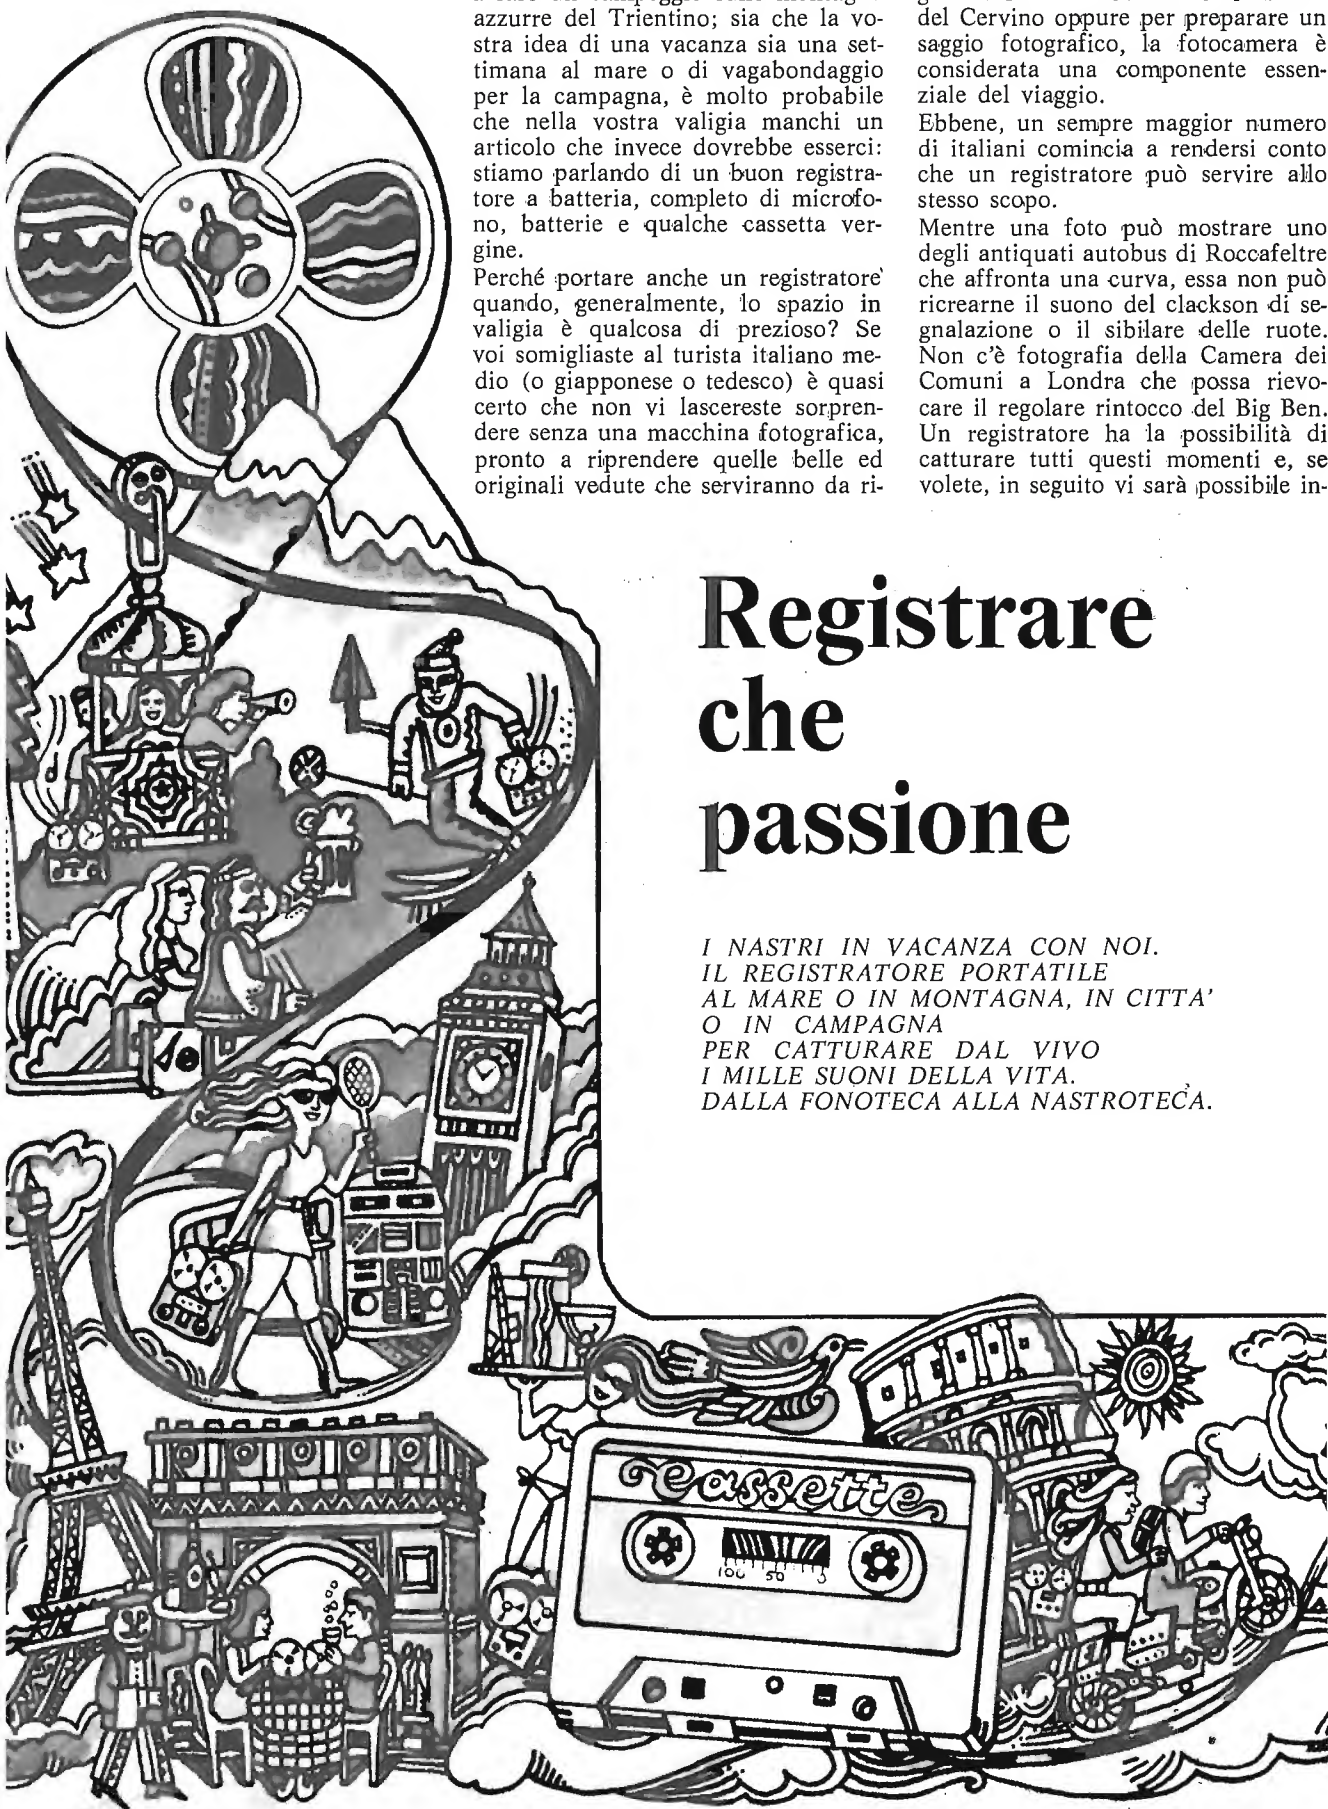 azzurre del Trientino; sia che la vo-
stra idea di una vacanza sia una set-
timana al mare o di vagabondaggio
per la campagna, è molto probabile
che nella vostra valigia manchi un
articolo che invece dovrebbe esserci:
stiamo parlando di un buon registra-
tore a batteria, completo di microfo-
no, batterie e qualche cassetta ver-
gine.
Perché portare anche un registratore
quando, generalmente, lo spazio in
valigia è qualcosa di prezioso? Se
voi somigliaste al turista italiano me-
dio (o giapponese o tedesco) è quasi
certo che non vi lascereste sorpren-
dere senza una macchina fotografica,
pronto a riprendere quelle belle ed
originali vedute che serviranno da ri-
del Cervino oppure per preparare un
saggio fotografico, la fotocamera è
considerata una componente essen-
ziale del viaggio.
Ebbene, un sempre maggior numero
di italiani comincia a rendersi conto
che un registratore può servire allo
stesso scopo.
Mentre una foto può mostrare uno
degli antiquati autobus di Roccafeltre
che affronta una curva, essa non può
ricrearne il suono del clackson di se-
gnalazione o il sibilare delle ruote.
Non c'è fotografia della Camera dei
Comuni a Londra che possa rievo-
care il regolare rintocco del Big Ben.
Un registratore ha la possibilità di
catturare tutti questi momenti e, se
volete, in seguito vi sarà possibile in-
Registrare
che
passione
I NASTRI IN VACANZA CON NOI.
IL REGISTRATORE PORTATILE
AL MARE O IN MONTAGNA, IN CITTA'
O IN CAMPAGNA
PER CATTURARE DAL VIVO
I MILLE SUONI DELLA VITA.
DALLA FONOTECA ALLA NASTROTECA.
Cassette
100 50 0